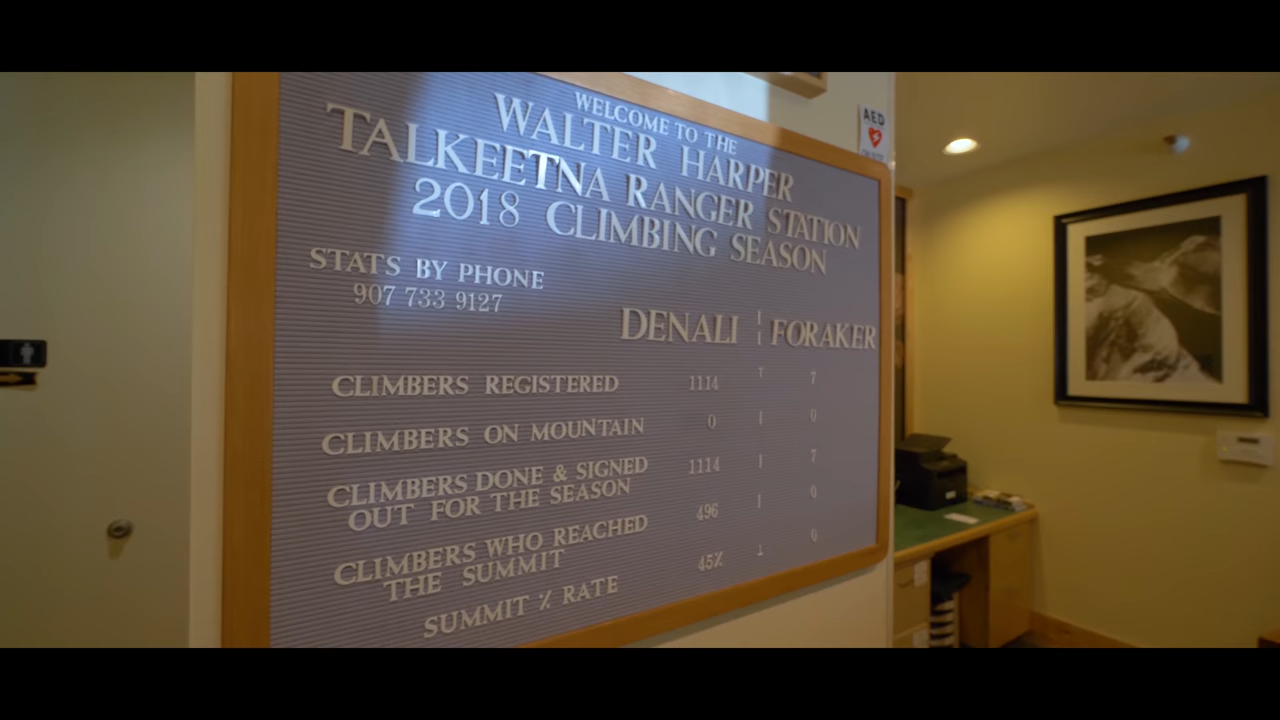 WELCOME TO THE
WALTER HARPER
TALKEETNA RANGER STATION
2018 CLIMBING SEASON
STATS BY PHONE
907 733 9127
DENALI | FORAKER
CLIMBERS REGISTERED 1114 7
CLIMBERS ON MOUNTAIN 0 | 0
CLIMBERS DONE & SIGNED
OUT FOR THE SEASON 1114 | 7
CLIMBERS WHO REACHED
THE SUMMIT 496 | 0
SUMMIT % RATE 45% 0
AED